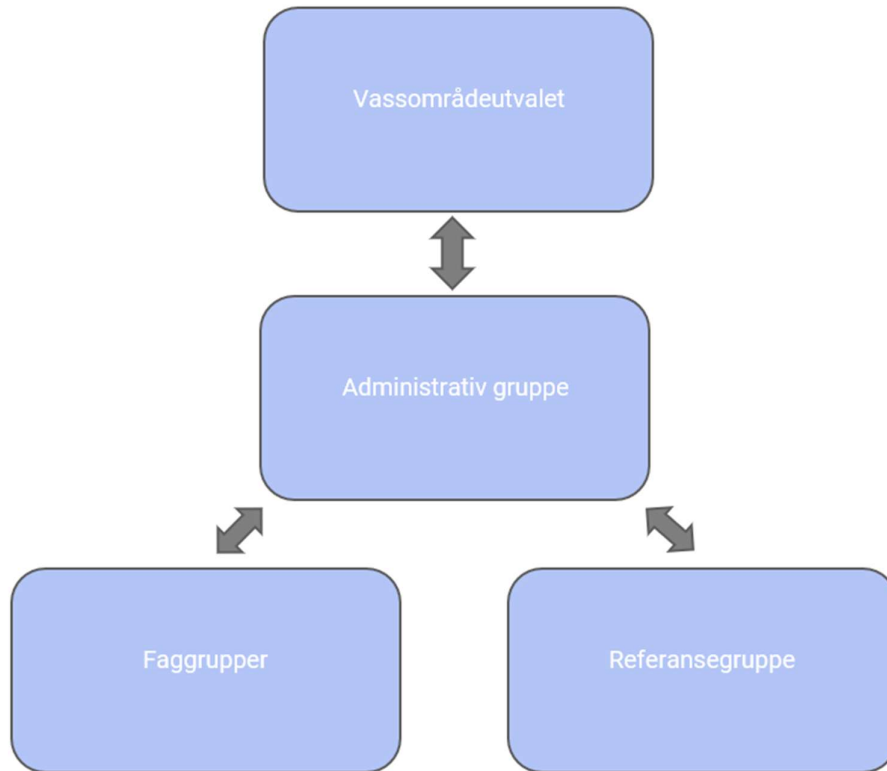 Vassområdeutvalet
Administrativ gruppe
Faggrupper
Referansegruppe